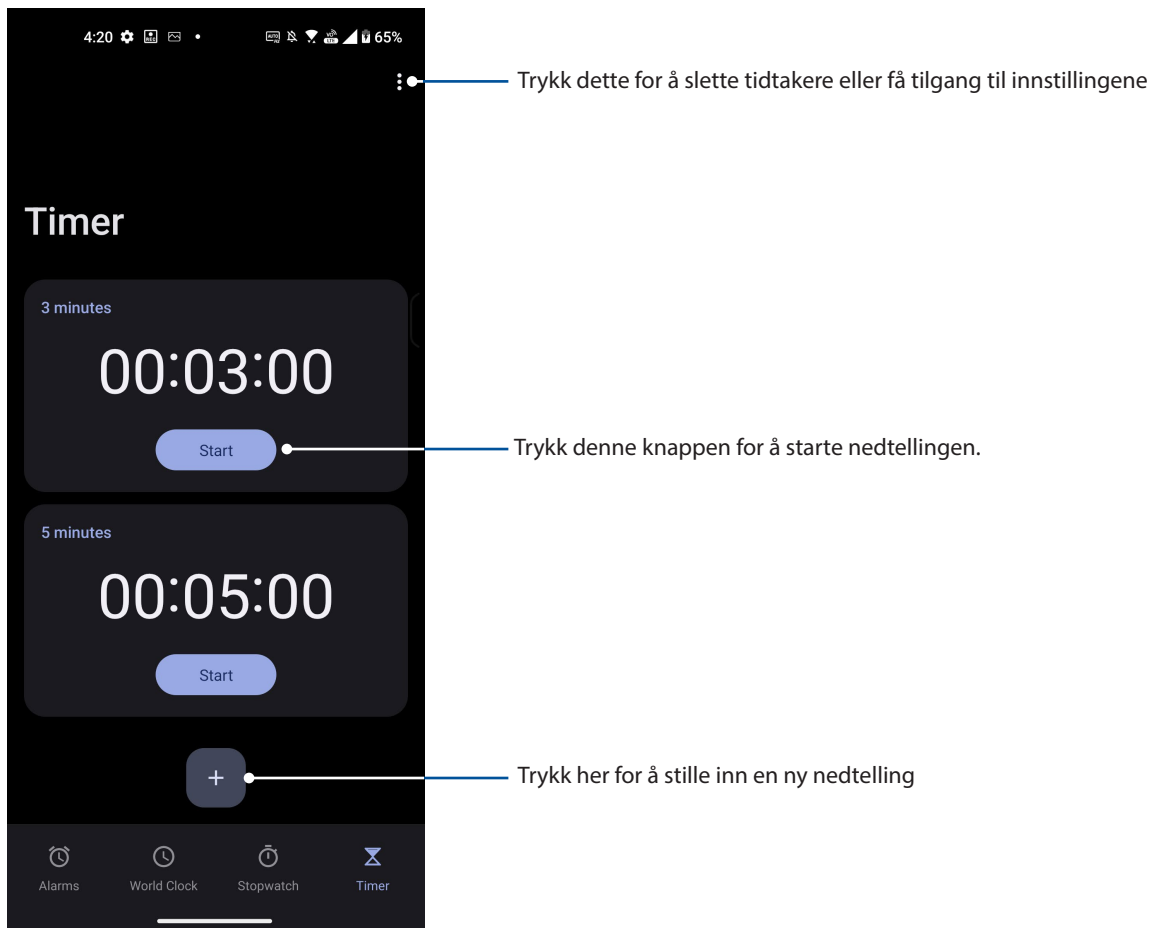 4:20
65%
Trykk dette for å slette tidtakere eller få tilgang til innstillingene
Timer
3 minutes
00:03:00
Start
Trykk denne knappen for å starte nedtellingen.
5 minutes
00:05:00
Start
+
Trykk her for å stille inn en ny nedtelling
Alarms
World Clock
Stopwatch
Timer